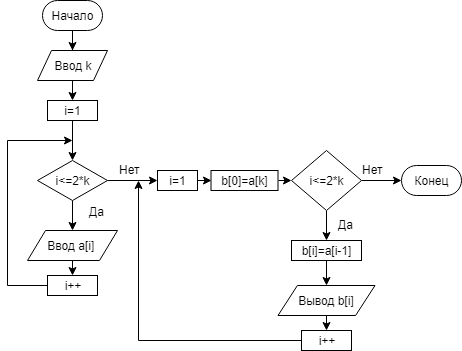 Начало
Ввод k
i=1
i<=2*k
Нет
Да
Ввод a[i]
i++
i=1
b[0]=a[k]
i<=2*k
Нет
Конец
Да
b[i]=a[i-1]
Вывод b[i]
i++